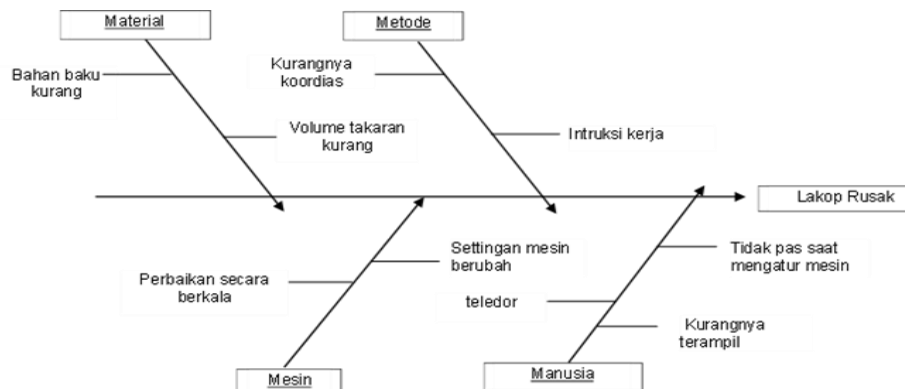 Material
Metode
Bahan baku
kurang
Kurangnya
koordias
Volume takaran
kurang
Intruksi kerja
Lakop Rusak
Settingan mesin
berubah
Tidak pas saat
mengatur mesin
Perbaikan secara
berkala
teledor
Kurangnya
terampil
Mesin
Manusia